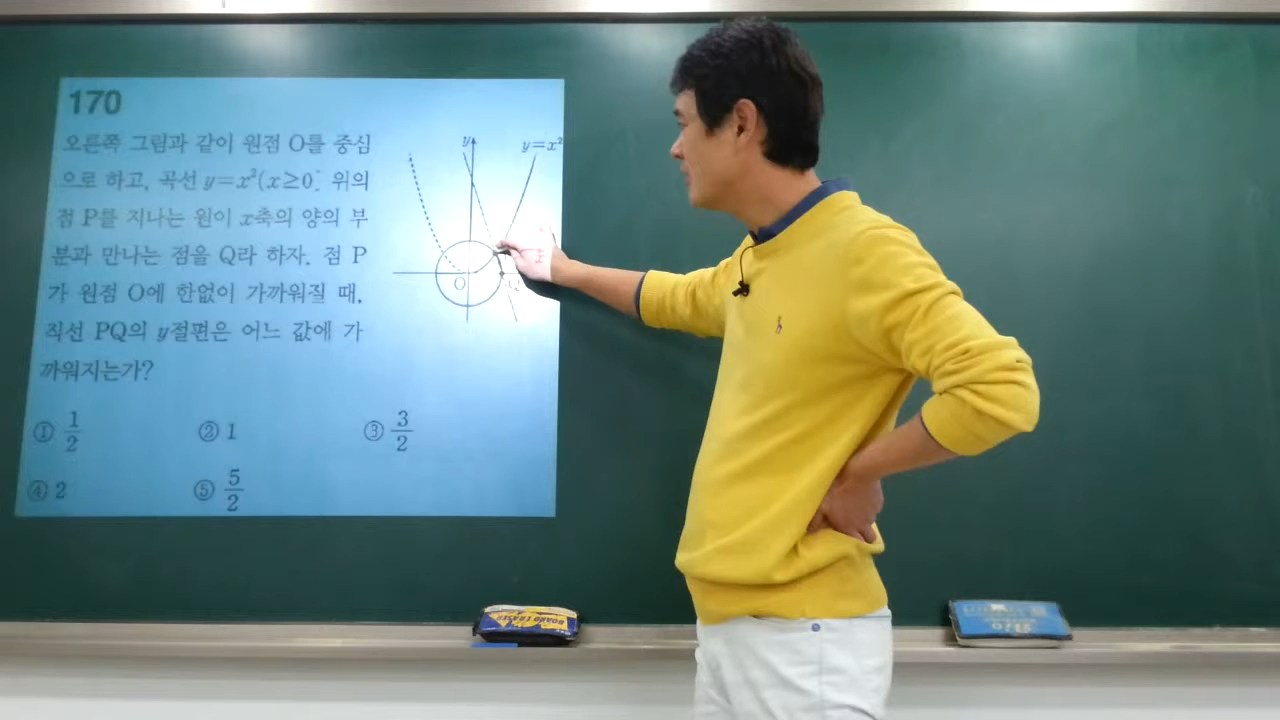 170
오른쪽 그림과 같이 원점 O를 중심
으로 하고, 곡선 y=x²(x≥0) 위의
점 P를 지나는 원이 x축의 양의 부
분과 만나는 점을 Q라 하자. 점 P
가 원점 O에 한없이 가까워질 때,
직선 PQ의 y절편은 어느 값에 가
까워지는가?
y
y=x²
O
Q
① 1/2 ② 1 ③ 3/2
④ 2 ⑤ 5/2
BOARD ERASER